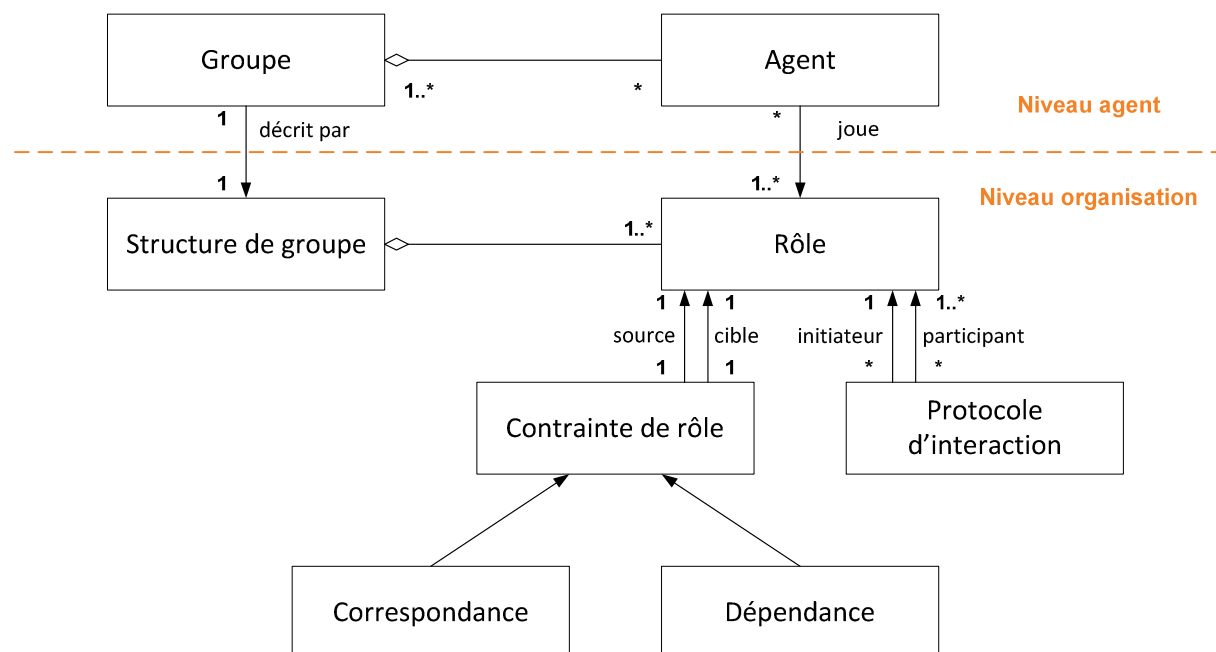 Groupe
Agent
1..*
*
Niveau agent
1
décrit par
*
joue
1
1..*
Niveau organisation
Structure de groupe
1..*
Rôle
1
1
1
1..*
source
cible
initiateur
participant
1
1
*
*
Contrainte de rôle
Protocole
d’interaction
Correspondance
Dépendance